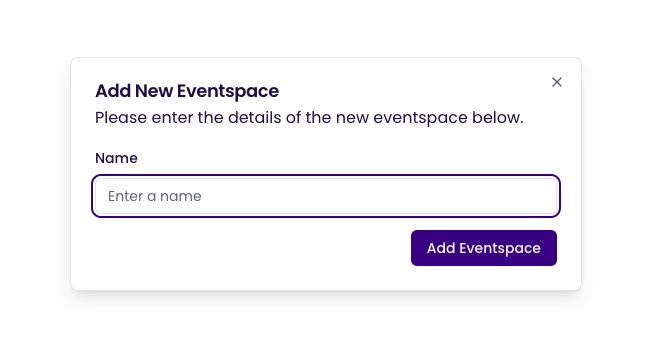 Add New Eventspace
Please enter the details of the new eventspace below.
Name
Enter a name
Add Eventspace